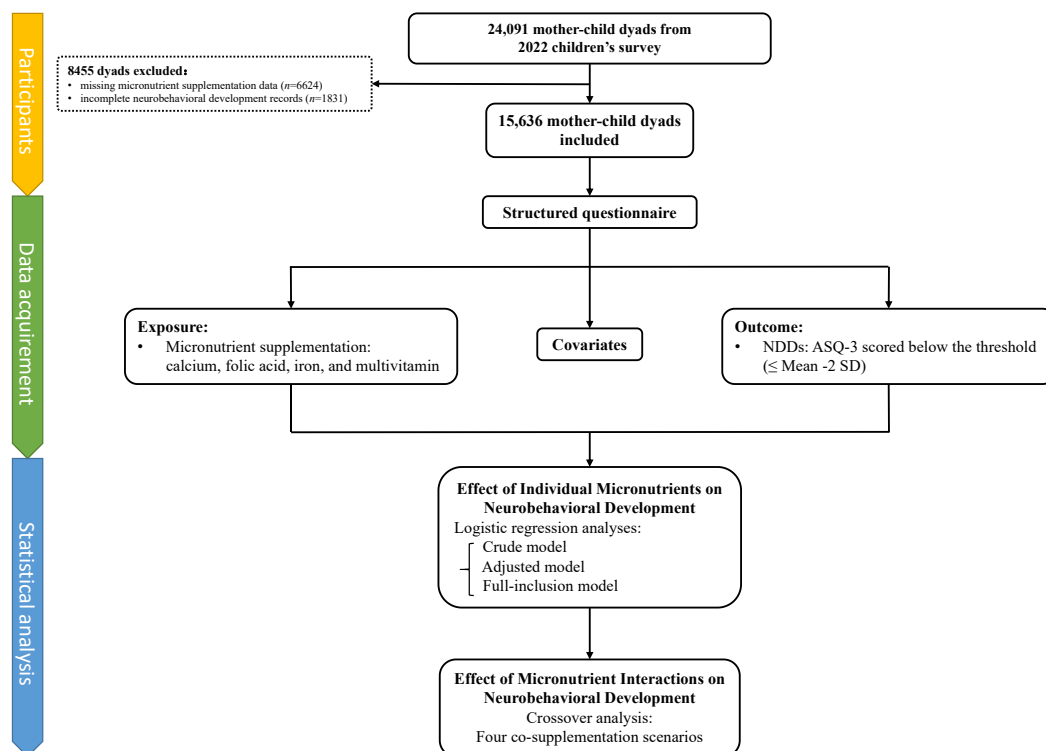 Participants
24,091 mother-child dyads from
2022 children's survey
8455 dyads excluded:
• missing micronutrient supplementation data (n=6624)
• incomplete neurobehavioral development records (n=1831)
15,636 mother-child dyads
included
Data acquirement
Structured questionnaire
Exposure:
• Micronutrient supplementation:
calcium, folic acid, iron, and multivitamin
Covariates
Outcome:
• NDDs: ASQ-3 scored below the threshold
(≤ Mean -2 SD)
Statistical analysis
Effect of Individual Micronutrients on
Neurobehavioral Development
Logistic regression analyses:
Crude model
Adjusted model
Full-inclusion model
Effect of Micronutrient Interactions on
Neurobehavioral Development
Crossover analysis:
Four co-supplementation scenarios